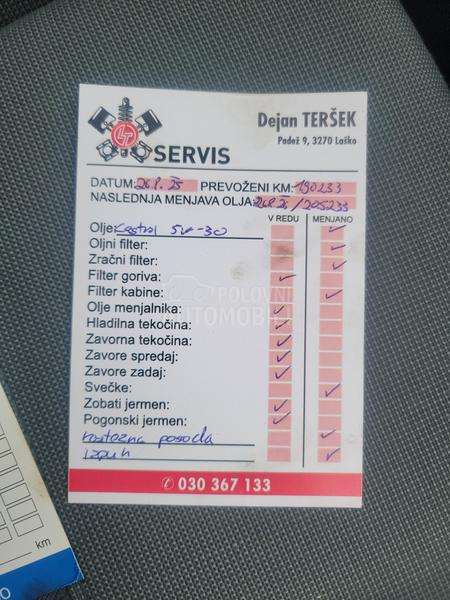 LT
SERVIS
Dejan TERŠEK
Padež 9, 3270 Laško
DATUM: 26.8.25 PREVOŽENI KM: 190233
NASLEDNJA MENJAVA OLJA: 26.8.26/205233
V REDU MENJANO
Olje: Castrol 5W-30 ✓
Oljni filter: ✓
Zračni filter: ✓
Filter goriva: ✓
Filter kabine: ✓
Olje menjalnika: ✓
Hladilna tekočina: ✓
Zavorna tekočina: ✓
Zavore spredaj: ✓
Zavore zadaj: ✓
Svečke: ✓
Zobati jermen: ✓
Pogonski jermen: ✓
posoda ✓
izpuh ✓
✆ 030 367 133
POLOVNI
AUTOMOBILI
km
O